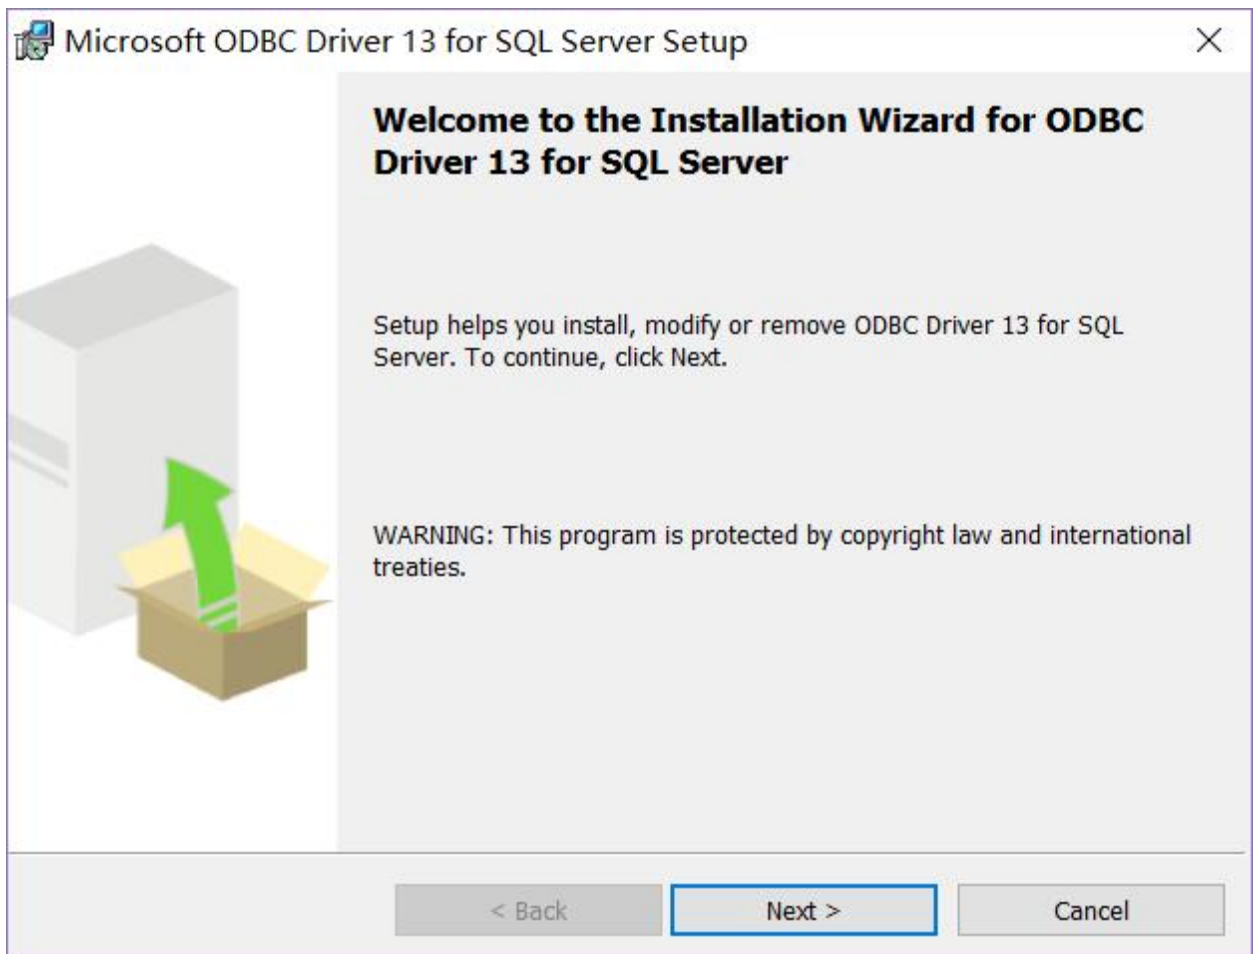 Microsoft ODBC Driver 13 for SQL Server Setup
Welcome to the Installation Wizard for ODBC
Driver 13 for SQL Server
Setup helps you install, modify or remove ODBC Driver 13 for SQL
Server. To continue, click Next.
WARNING: This program is protected by copyright law and international
treaties.
< Back
Next >
Cancel